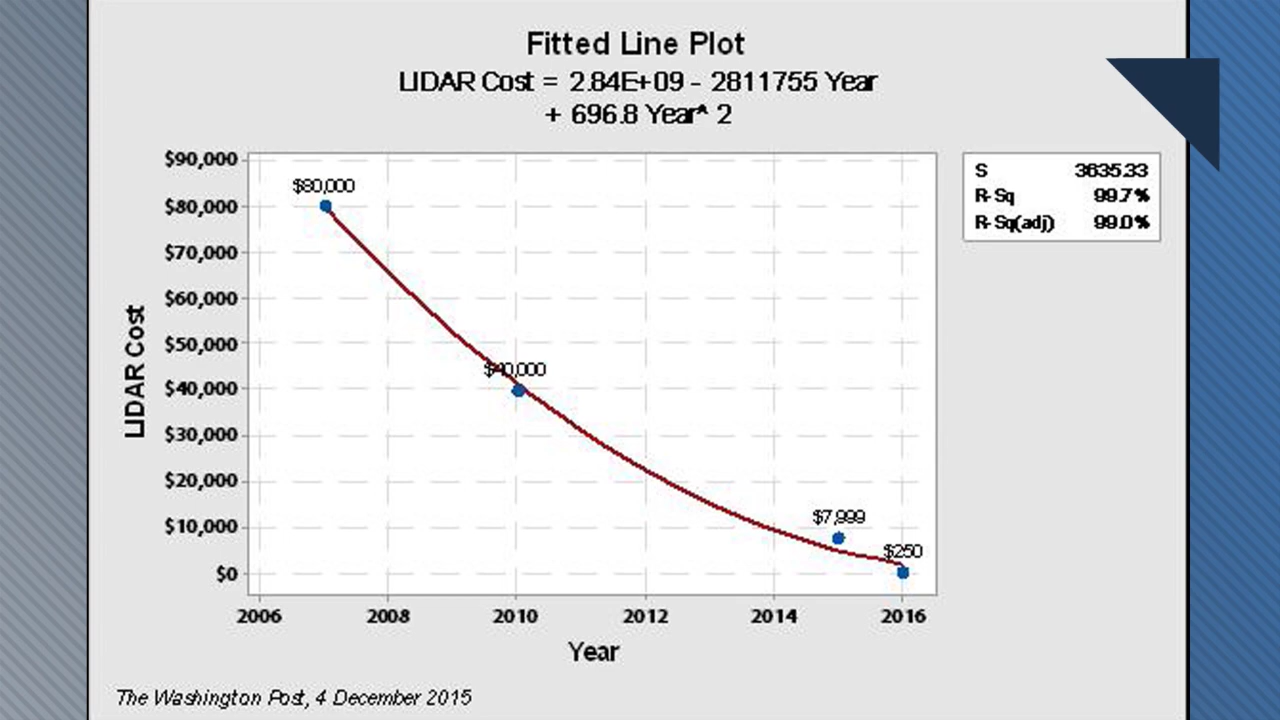 Fitted Line Plot
LIDAR Cost = 2.84E+09 - 2811755 Year
+ 696.8 Year^ 2
$90,000
$80,000
$70,000
$60,000
$50,000
$40,000
$30,000
$20,000
$10,000
$0
LIDAR Cost
$80,000
$40,000
$7,999
$250
S 3635.33
R-Sq 99.7%
R-Sq(adj) 99.0%
2006 2008 2010 2012 2014 2016
Year
The Washington Post, 4 December 2015